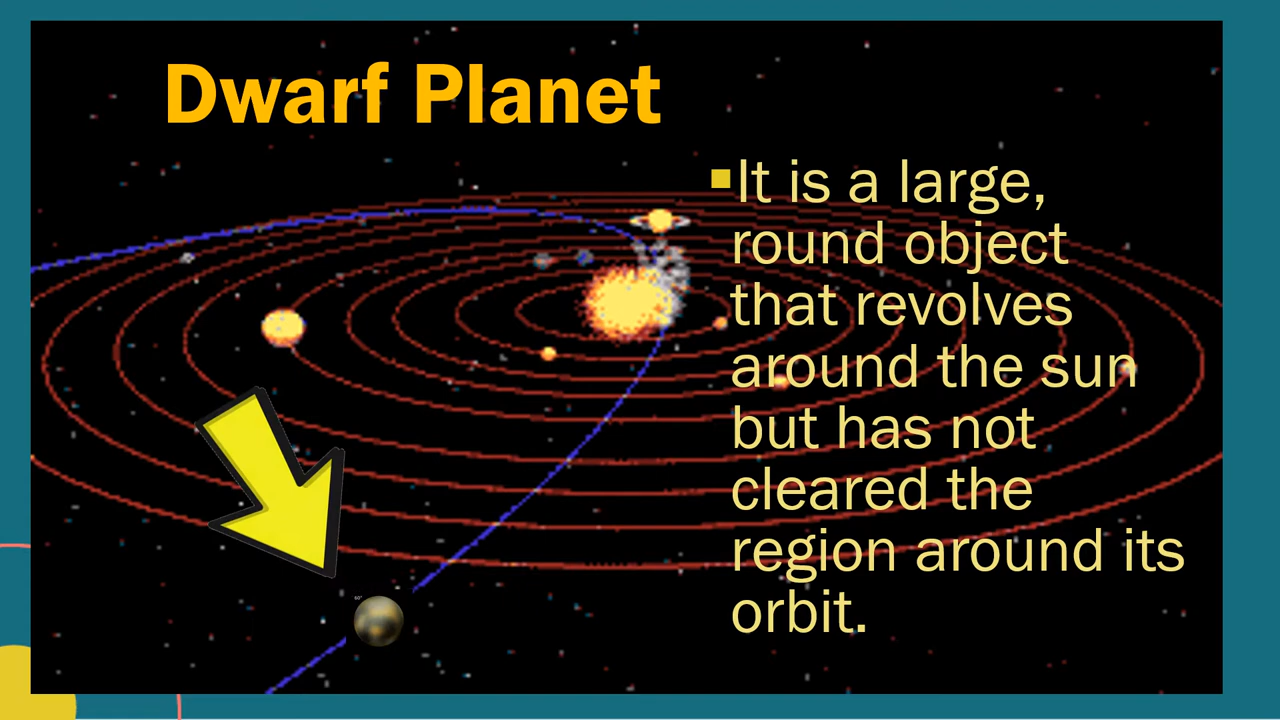 Dwarf Planet
▪It is a large,
round object
that revolves
around the sun
but has not
cleared the
region around its
orbit.